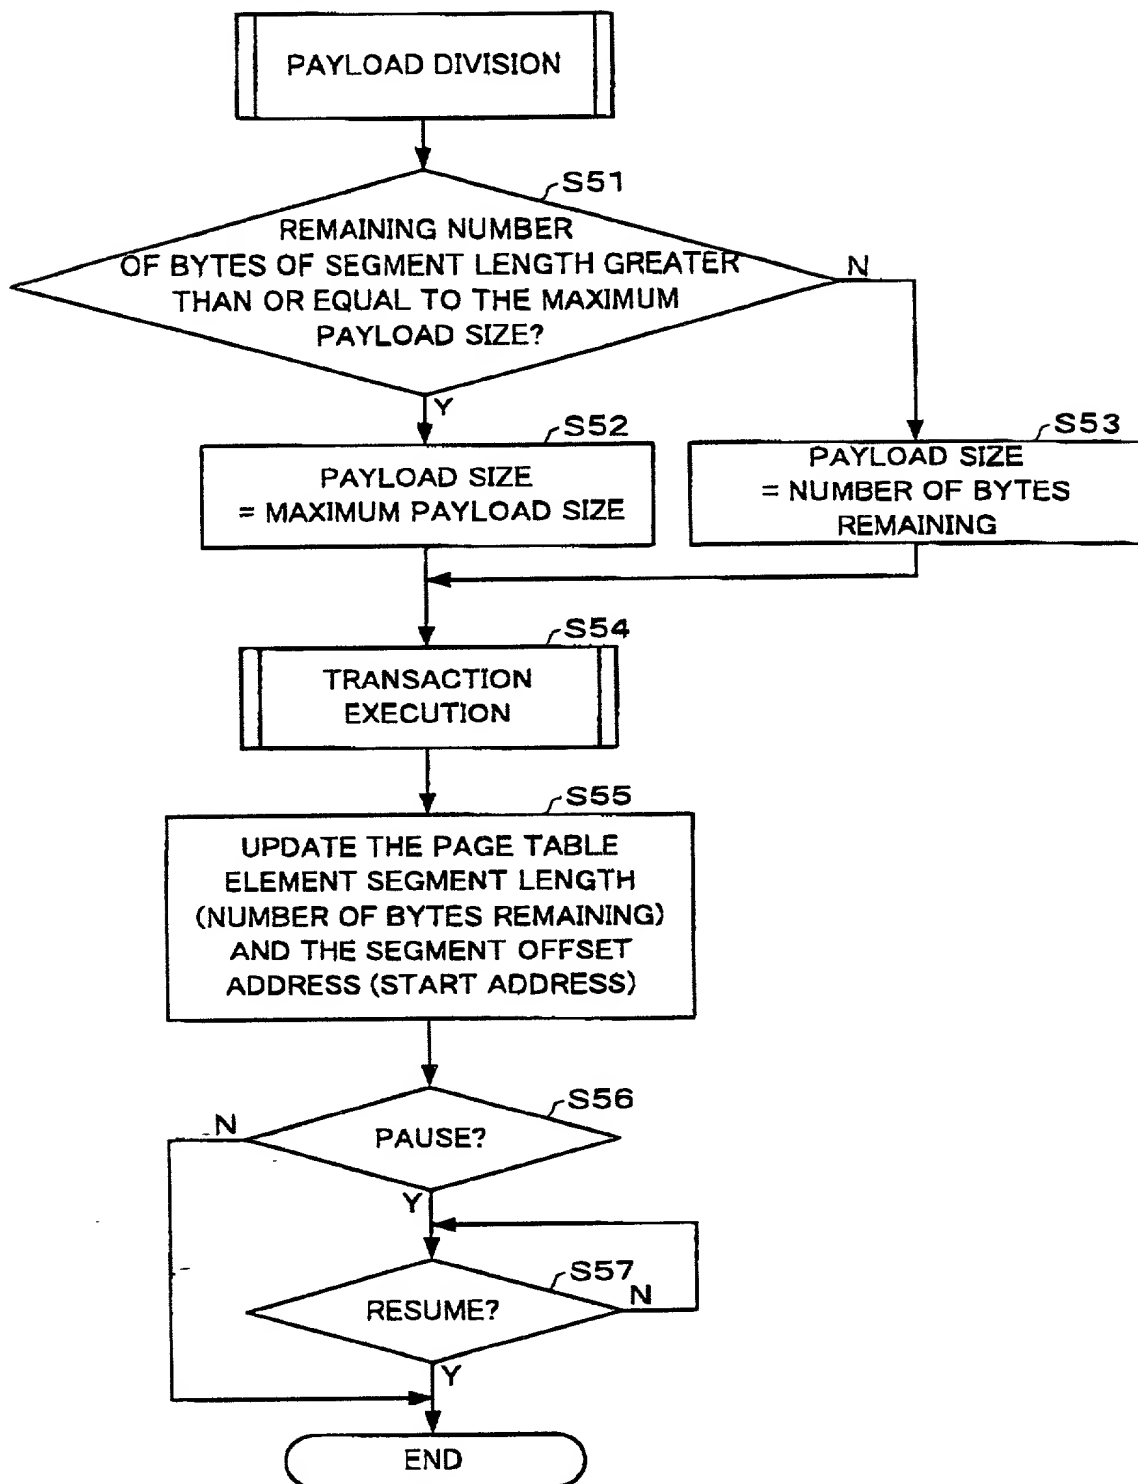 PAYLOAD DIVISION
S51
REMAINING NUMBER
OF BYTES OF SEGMENT LENGTH GREATER
THAN OR EQUAL TO THE MAXIMUM
PAYLOAD SIZE?
N
Y
S52
PAYLOAD SIZE
= MAXIMUM PAYLOAD SIZE
S53
PAYLOAD SIZE
= NUMBER OF BYTES
REMAINING
S54
TRANSACTION
EXECUTION
S55
UPDATE THE PAGE TABLE
ELEMENT SEGMENT LENGTH
(NUMBER OF BYTES REMAINING)
AND THE SEGMENT OFFSET
ADDRESS (START ADDRESS)
S56
N
PAUSE?
Y
S57
RESUME?
N
Y
END